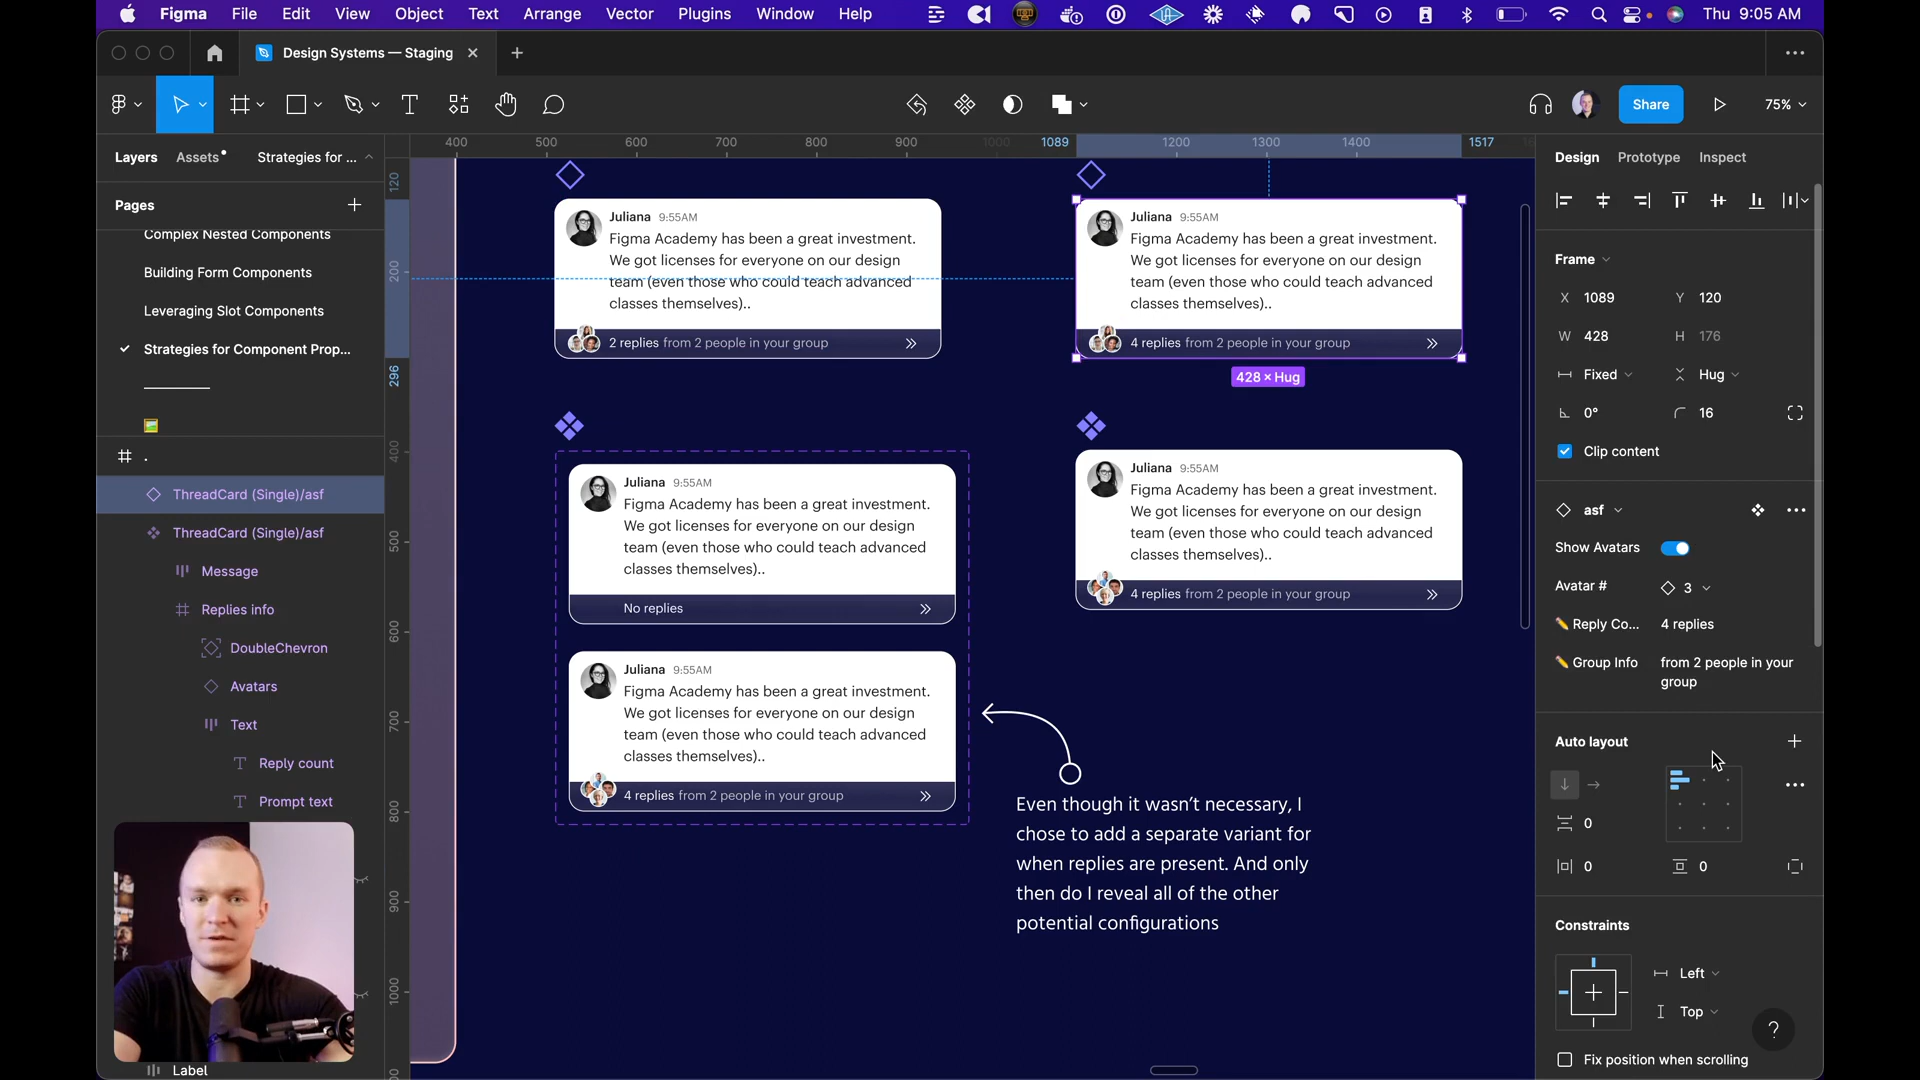 Figma File Edit View Object Text Arrange Vector Plugins Window Help Thu 9:05 AM
Design Systems — Staging
Share 75%
Layers Assets Strategies for ...
Pages
Complex Nested Components
Building Form Components
Leveraging Slot Components
Strategies for Component Prop...
.
ThreadCard (Single)/asf
ThreadCard (Single)/asf
Message
Replies info
DoubleChevron
Avatars
Text
Reply count
Prompt text
Label
400 500 600 700 800 900 1000 1089 1200 1300 1400 1517
120
200
296
400
500
600
700
800
900
1000
Juliana 9:55AM
Figma Academy has been a great investment.
We got licenses for everyone on our design
team (even those who could teach advanced
classes themselves)..
2 replies from 2 people in your group
Juliana 9:55AM
Figma Academy has been a great investment.
We got licenses for everyone on our design
team (even those who could teach advanced
classes themselves)..
4 replies from 2 people in your group
428 × Hug
Juliana 9:55AM
Figma Academy has been a great investment.
We got licenses for everyone on our design
team (even those who could teach advanced
classes themselves)..
No replies
Juliana 9:55AM
Figma Academy has been a great investment.
We got licenses for everyone on our design
team (even those who could teach advanced
classes themselves)..
4 replies from 2 people in your group
Juliana 9:55AM
Figma Academy has been a great investment.
We got licenses for everyone on our design
team (even those who could teach advanced
classes themselves)..
4 replies from 2 people in your group
Even though it wasn't necessary, I
chose to add a separate variant for
when replies are present. And only
then do I reveal all of the other
potential configurations
Design Prototype Inspect
Frame
X 1089 Y 120
W 428 H 176
Fixed Hug
0° 16
Clip content
asf
Show Avatars
Avatar # 3
✏️ Reply Co... 4 replies
✏️ Group Info from 2 people in your
group
Auto layout
0
0 0
Constraints
Left
Top
Fix position when scrolling
?